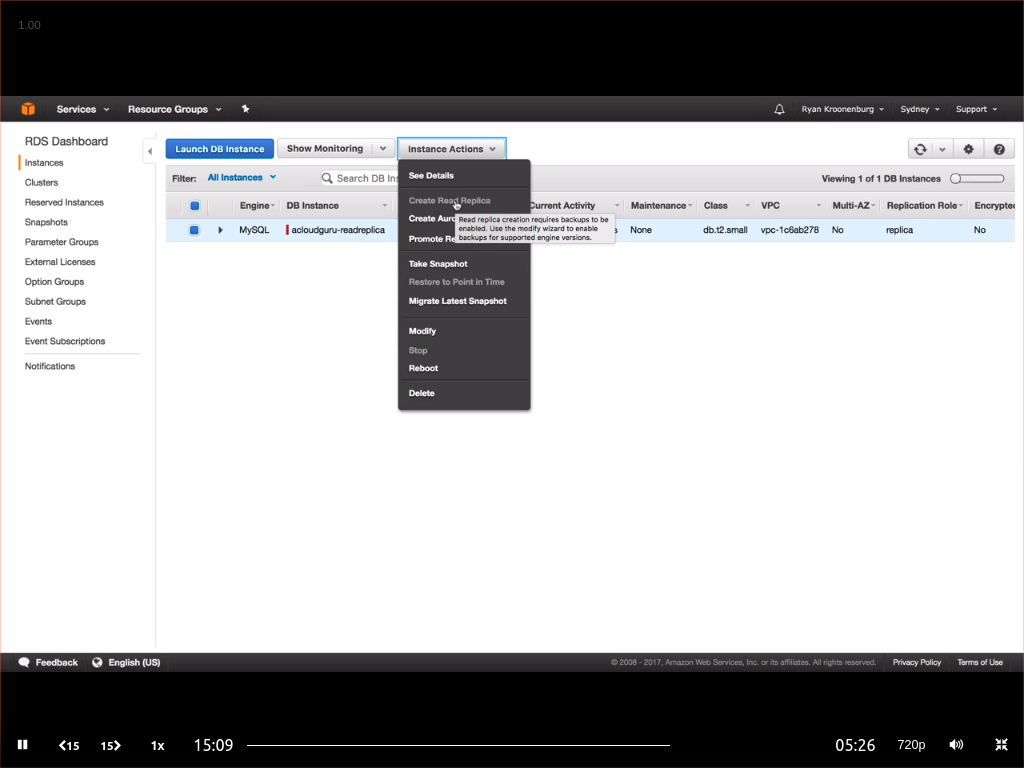 1.00
Services Resource Groups Ryan Kroonenburg Sydney Support
RDS Dashboard
Instances
Clusters
Reserved Instances
Snapshots
Parameter Groups
External Licenses
Option Groups
Subnet Groups
Events
Event Subscriptions
Notifications
Launch DB Instance Show Monitoring Instance Actions
Filter: All Instances Search DB Ins Viewing 1 of 1 DB Instances
Engine DB Instance Current Activity Maintenance Class VPC Multi-AZ Replication Role Encrypted
MySQL acloudguru-readreplica None db.t2.small vpc-1c6ab278 No replica No
See Details
Create Read Replica
Create Auro
Promote Re
Read replica creation requires backups to be
enabled. Use the modify wizard to enable
backups for supported engine versions.
Take Snapshot
Restore to Point in Time
Migrate Latest Snapshot
Modify
Stop
Reboot
Delete
Feedback English (US) © 2008 - 2017, Amazon Web Services, Inc. or its affiliates. All rights reserved. Privacy Policy Terms of Use
15 15 1x 15:09 05:26 720p